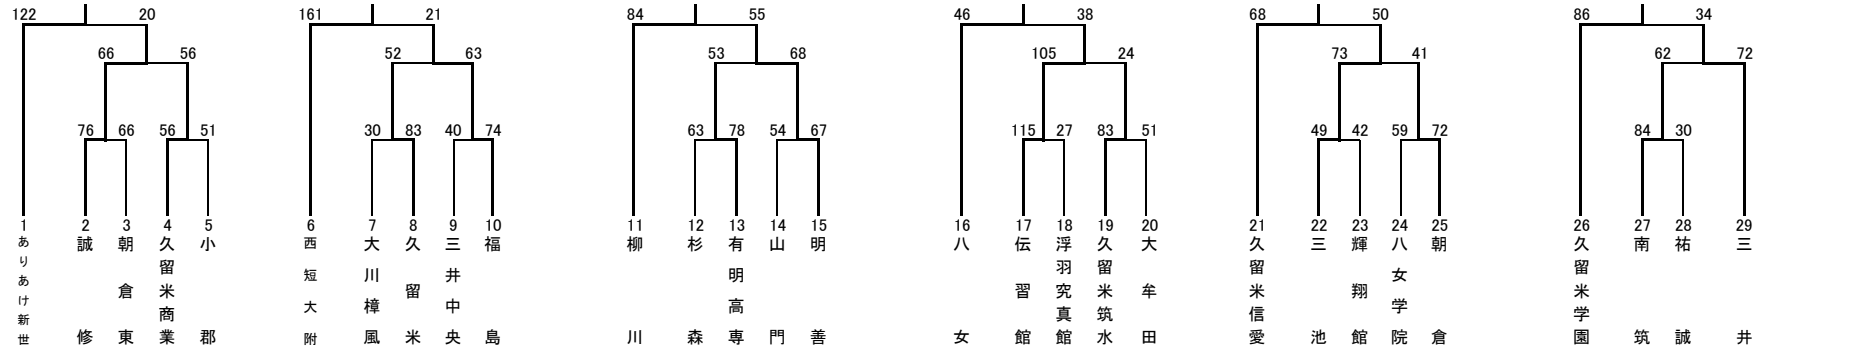 122 20 161 21 84 55 46 38 68 50 86 34
66 56 52 63 53 68 105 24 73 41 62 72
76 66 56 51 30 83 40 74 63 78 54 67 115 27 83 51 49 42 59 72 84 30
1 2 3 4 5 6 7 8 9 10 11 12 13 14 15 16 17 18 19 20 21 22 23 24 25 26 27 28 29
ありあけ新世
誠修
朝倉東
久留米商業
小郡
西短大附
大川樟風
久留米
三井中央
福島
柳川
杉森
有明高専
山門
明善
八女
伝習館
浮羽究真館
久留米筑水
大牟田
久留米信愛
三池
輝翔館
八女学院
朝倉
久留米学園
南筑
祐誠
三井